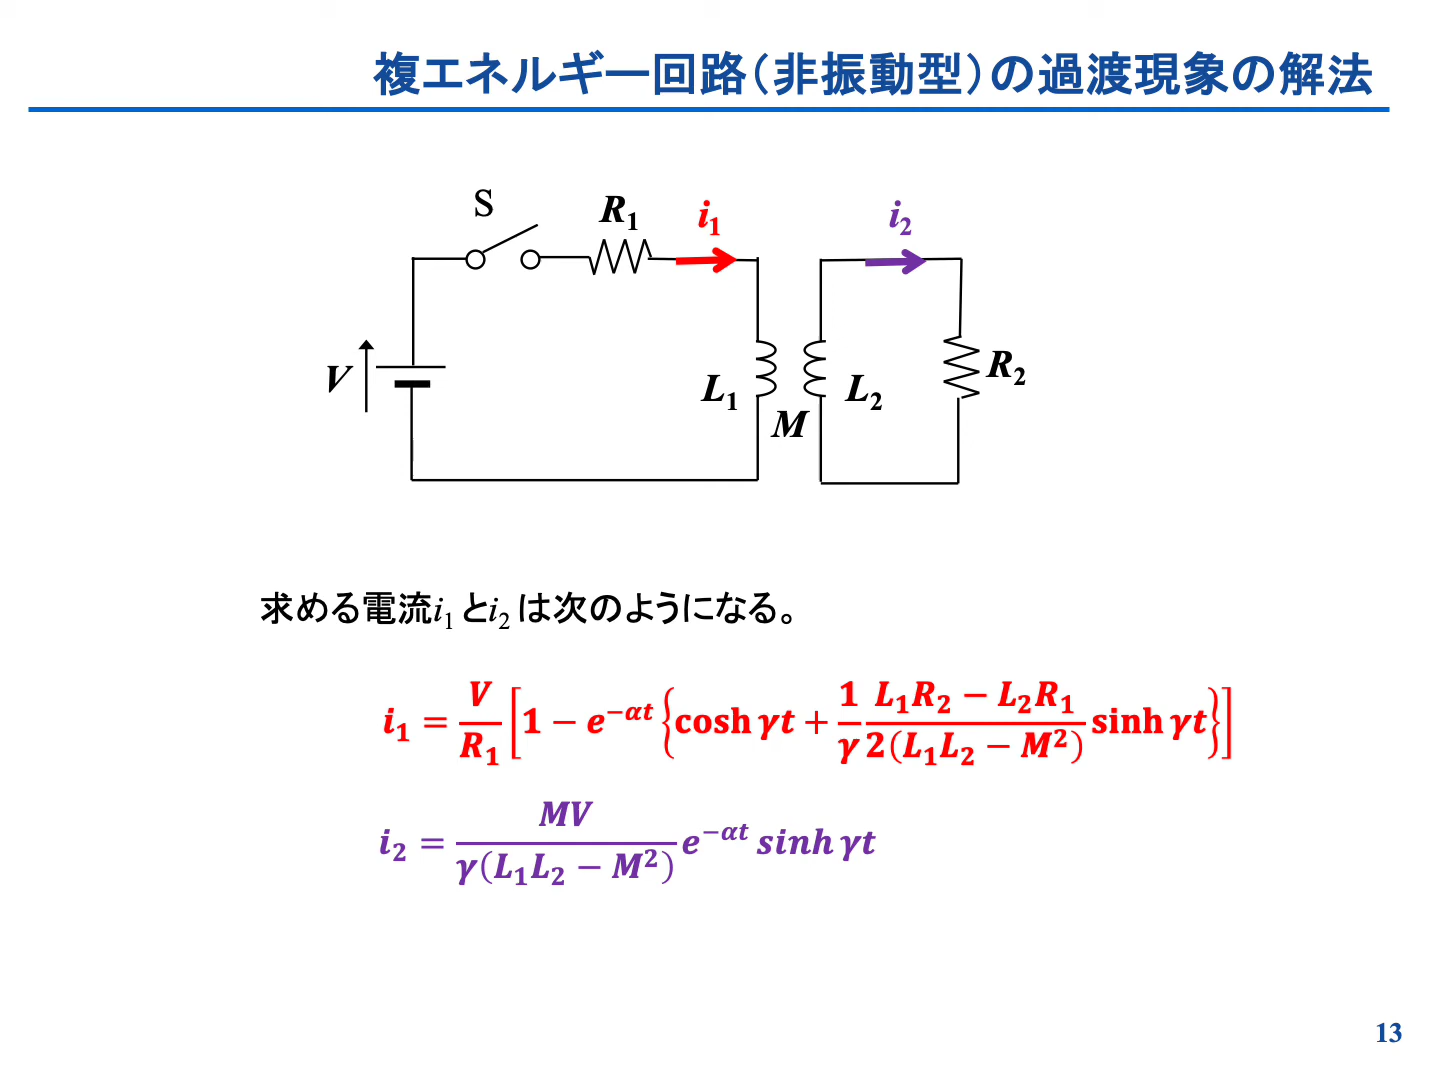 複エネルギー回路（非振動型）の過渡現象の解法
S R₁ i₁ i₂
V L₁ M L₂ R₂
求める電流i₁ とi₂ は次のようになる。
i₁ = V/R₁ [1 − e^(−αt) {cosh γt + 1/γ (L₁R₂ − L₂R₁)/(2(L₁L₂ − M²)) sinh γt}]
i₂ = MV/(γ(L₁L₂ − M²)) e^(−αt) sinh γt
13